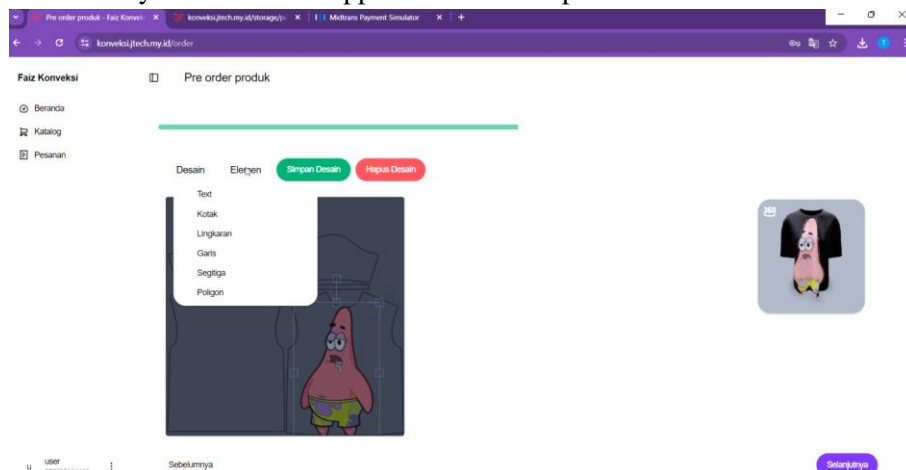 Pre order produk - Faiz Konvek
konveksi.jtech.my.id/storage/p
Midtrans Payment Simulator
konveksi.jtech.my.id/order
Faiz Konveksi
Pre order produk
Beranda
Katalog
Pesanan
Desain
Elemen
Simpan Desain
Hapus Desain
Text
Kotak
Lingkaran
Garis
Segitiga
Poligon
360
u
user
Sebelumnya
Selanjutnya